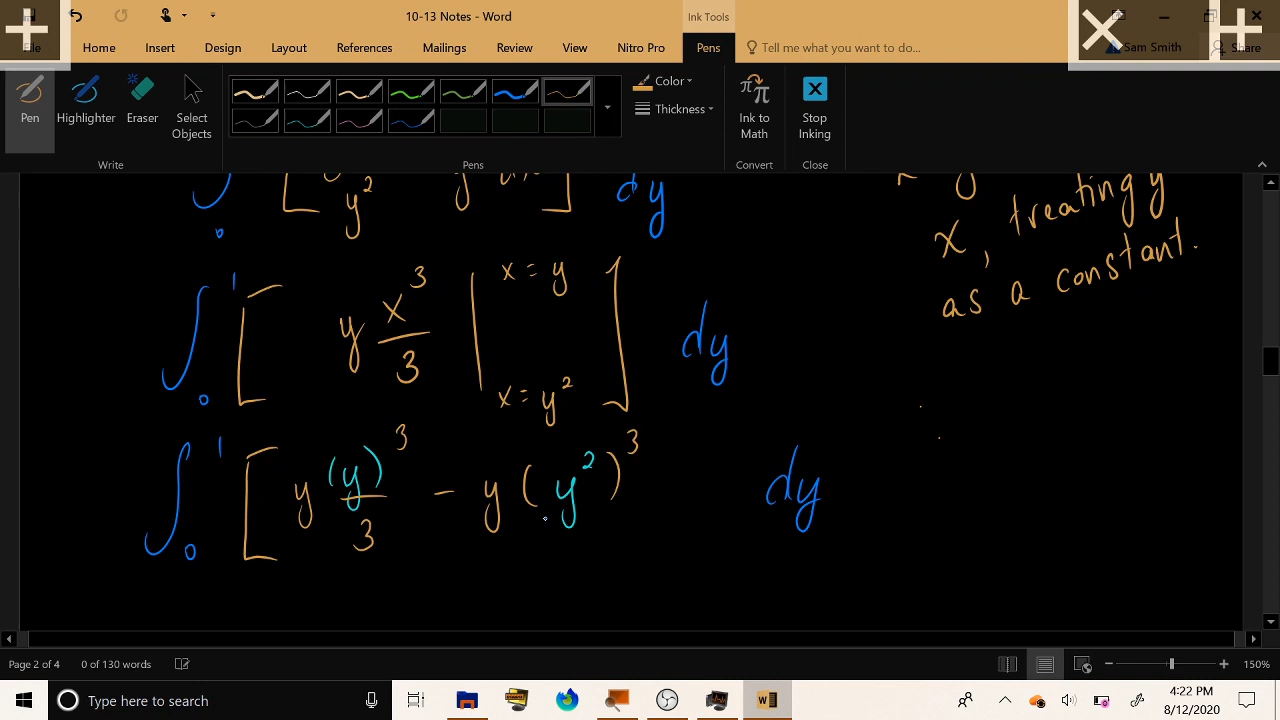 10-13 Notes - Word
Ink Tools
File Home Insert Design Layout References Mailings Review View Nitro Pro Pens Tell me what you want to do... Sam Smith Share
Pen Highlighter Eraser Select Objects
Color
Thickness
Ink to Math
Stop Inking
Write Pens Convert Close
∫₀ [ y² y ] dy
x, treating y
as a constant.
∫₀¹ [ y x³/3 | x = y x = y² ] dy
∫₀¹ [ y (y)³/3 - y (y²)³ dy
Page 2 of 4 0 of 130 words 150%
Type here to search
4:22 PM
8/12/2020